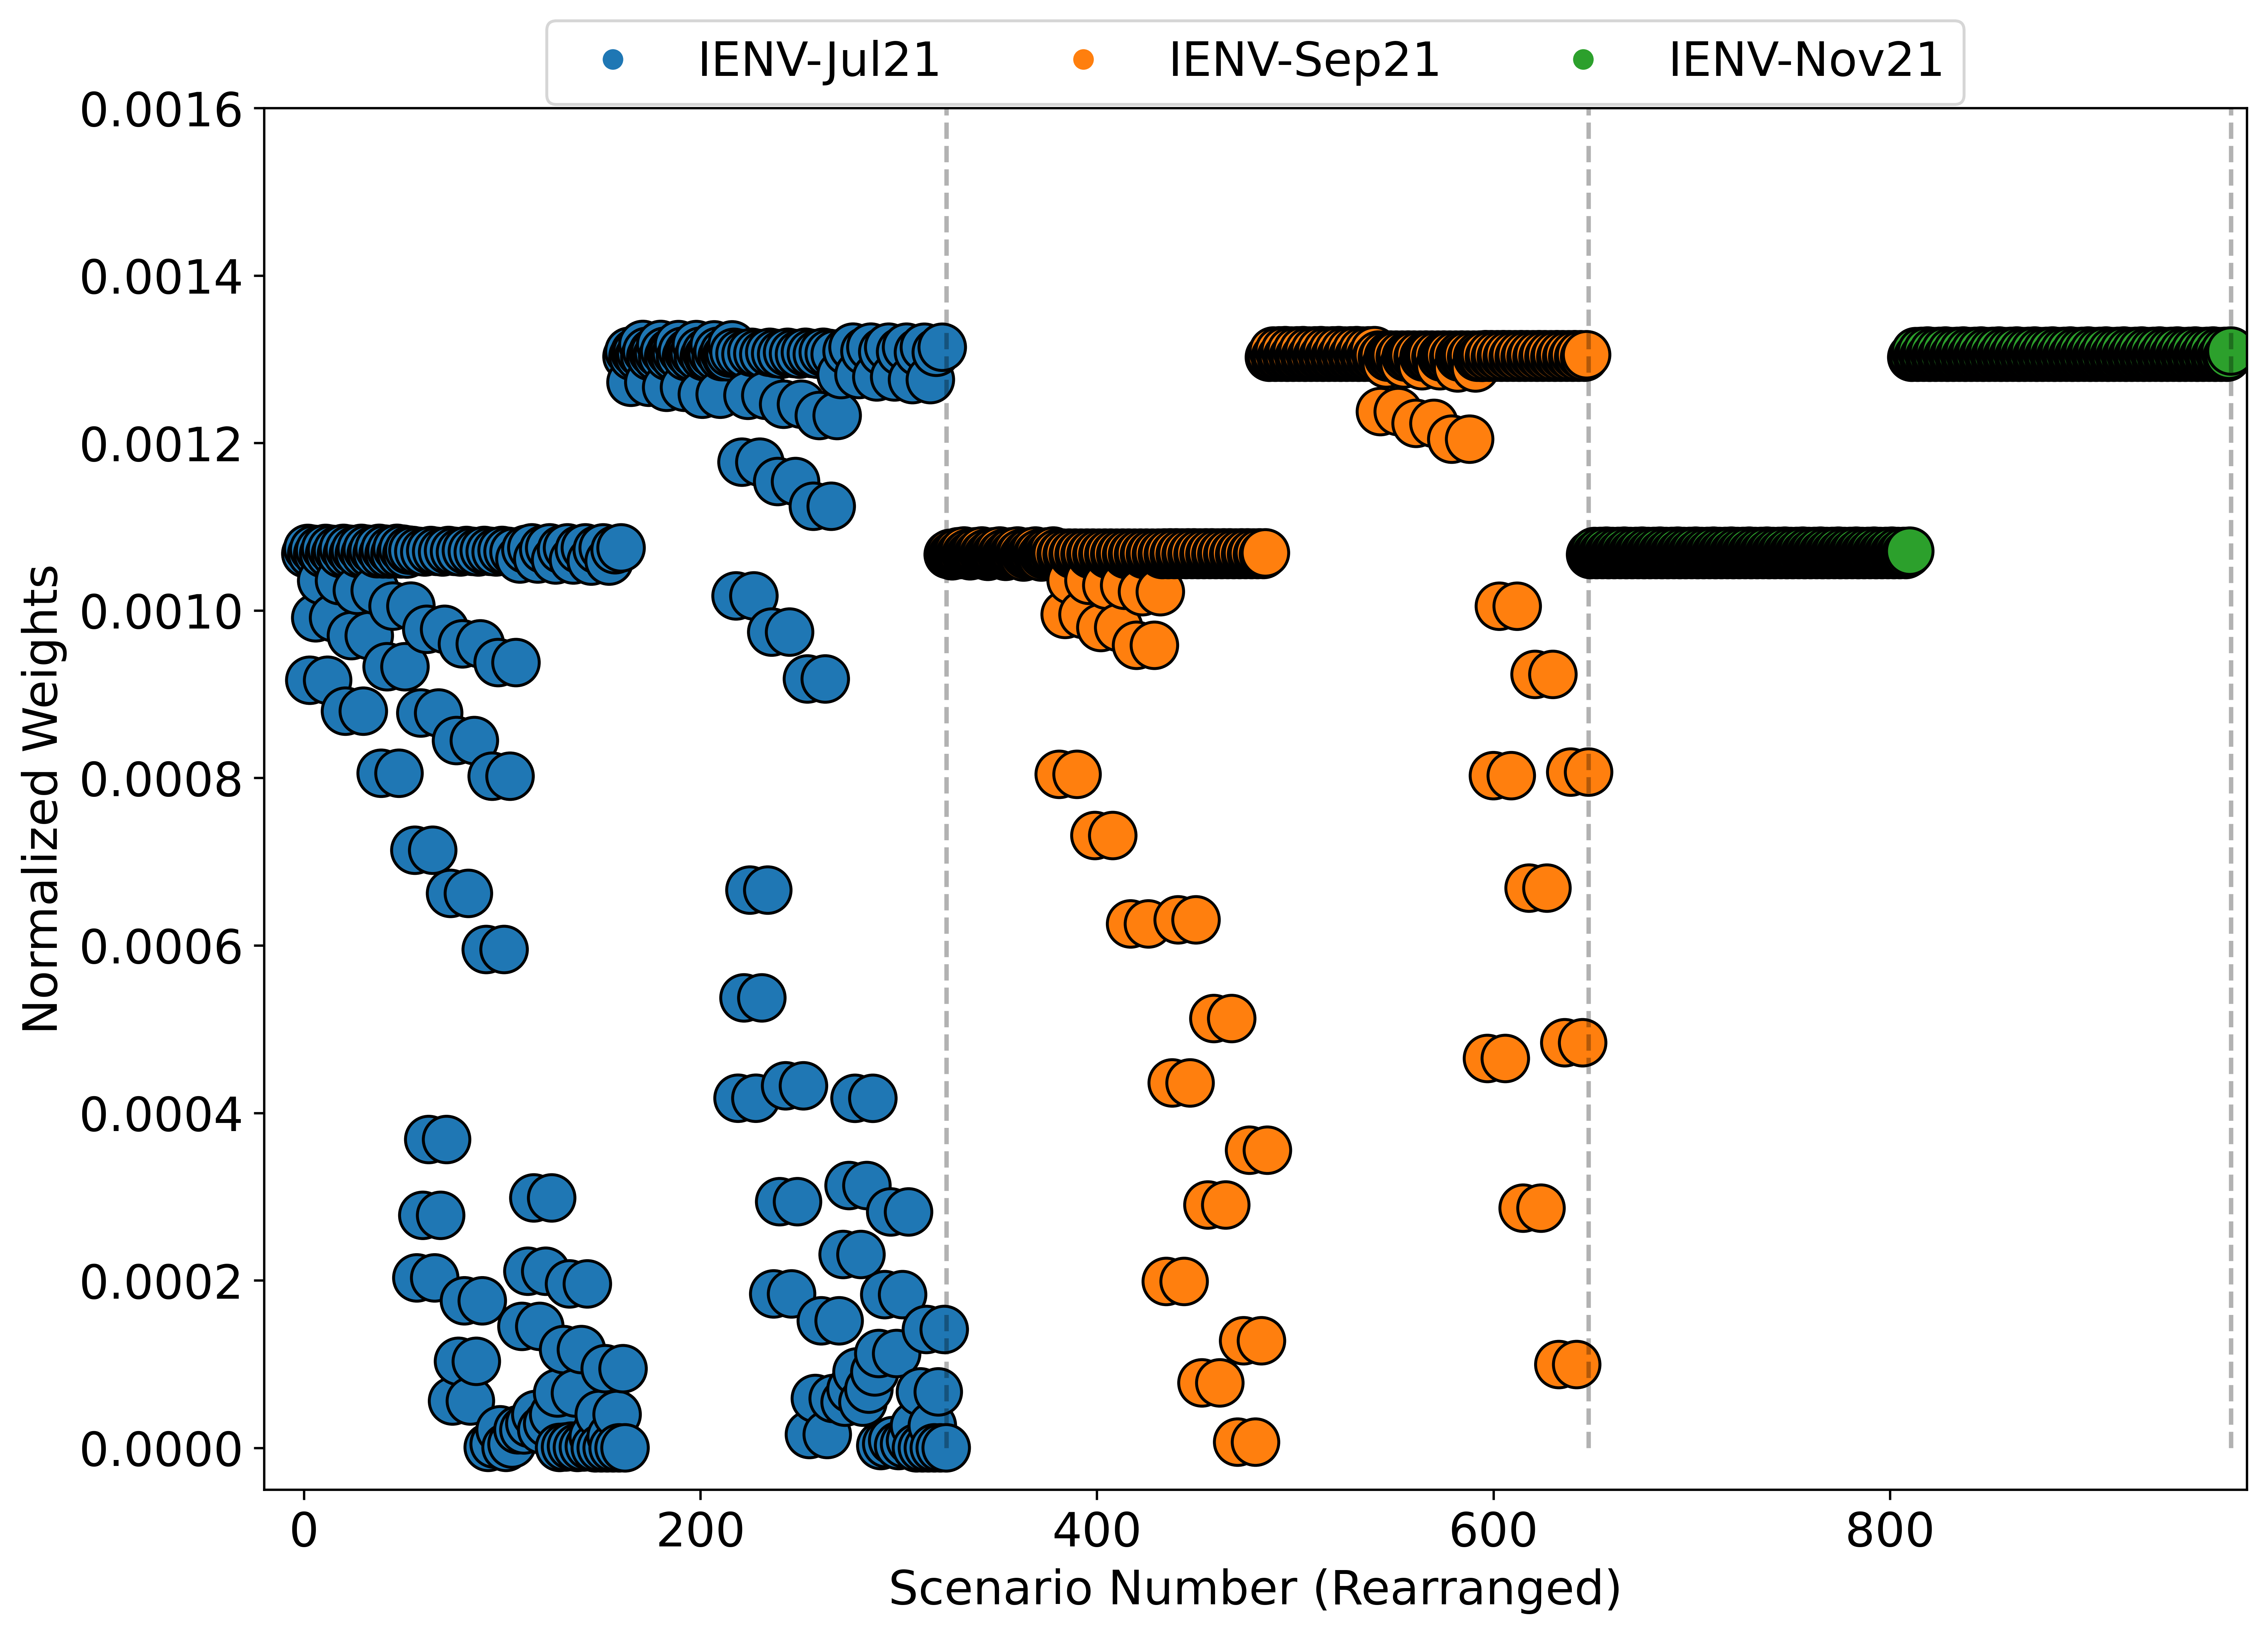 IENV-Jul21 IENV-Sep21 IENV-Nov21
0.0016
0.0014
0.0012
0.0010
0.0008
0.0006
0.0004
0.0002
0.0000
Normalized Weights
0 200 400 600 800
Scenario Number (Rearranged)